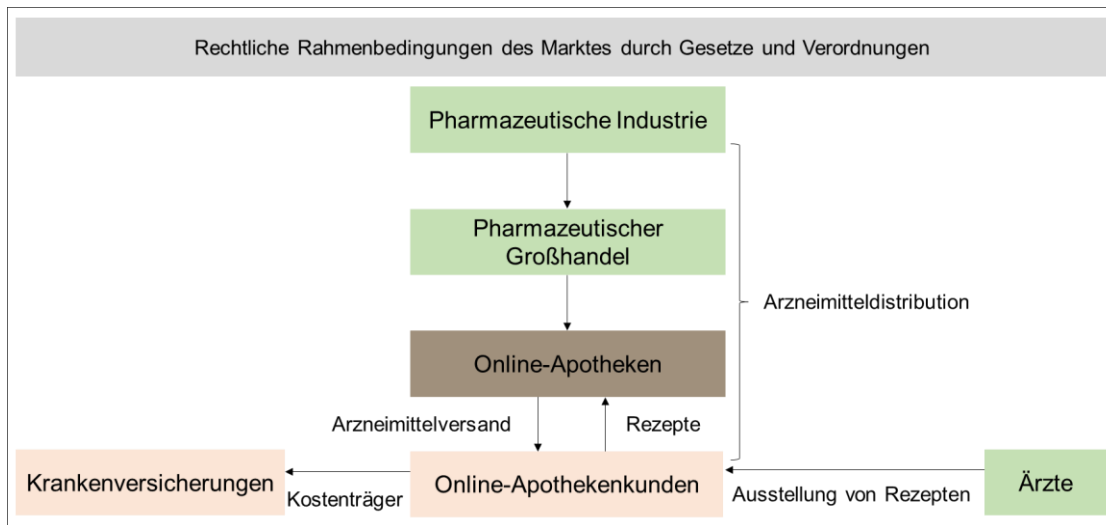 Rechtliche Rahmenbedingungen des Marktes durch Gesetze und Verordnungen
Pharmazeutische Industrie
Pharmazeutischer
Großhandel
Arzneimitteldistribution
Online-Apotheken
Arzneimittelversand
Rezepte
Krankenversicherungen
Kostenträger
Online-Apothekenkunden
Ausstellung von Rezepten
Ärzte